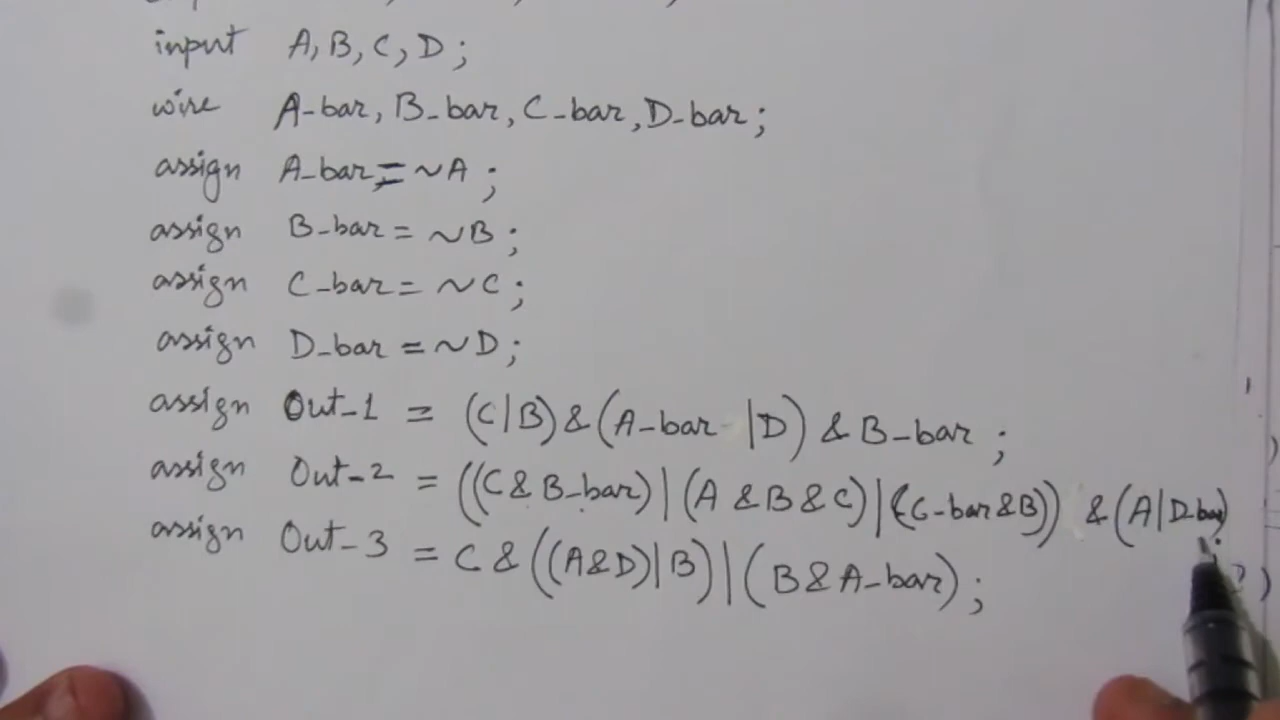 input A, B, C, D;
wire A-bar, B-bar, C-bar, D-bar;
assign A-bar = ~A;
assign B-bar = ~B;
assign C-bar = ~C;
assign D-bar = ~D;
assign Out-1 = (C|B) & (A-bar |D) & B-bar ;
assign Out-2 = ((C & B-bar)|(A & B & C)|(C-bar & B)) & (A|D-bar);
assign Out-3 = C & ((A&D)|B)|(B & A-bar);